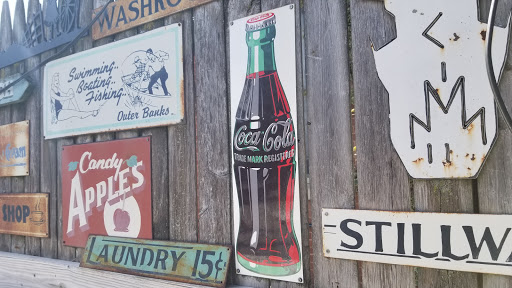 WASHRO
Swimming..
Boating..
Fishing...
Outer Banks.
Candy
APPLES
SHOP
LAUNDRY 15¢
Coca-Cola
TRADE MARK REGISTERED
STILLWA